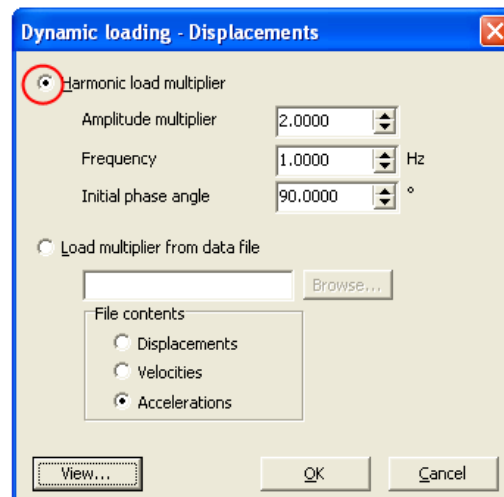 Dynamic loading - Displacements
Harmonic load multiplier
Amplitude multiplier 2.0000
Frequency 1.0000 Hz
Initial phase angle 90.0000 °
Load multiplier from data file
Browse...
File contents
Displacements
Velocities
Accelerations
View... OK Cancel